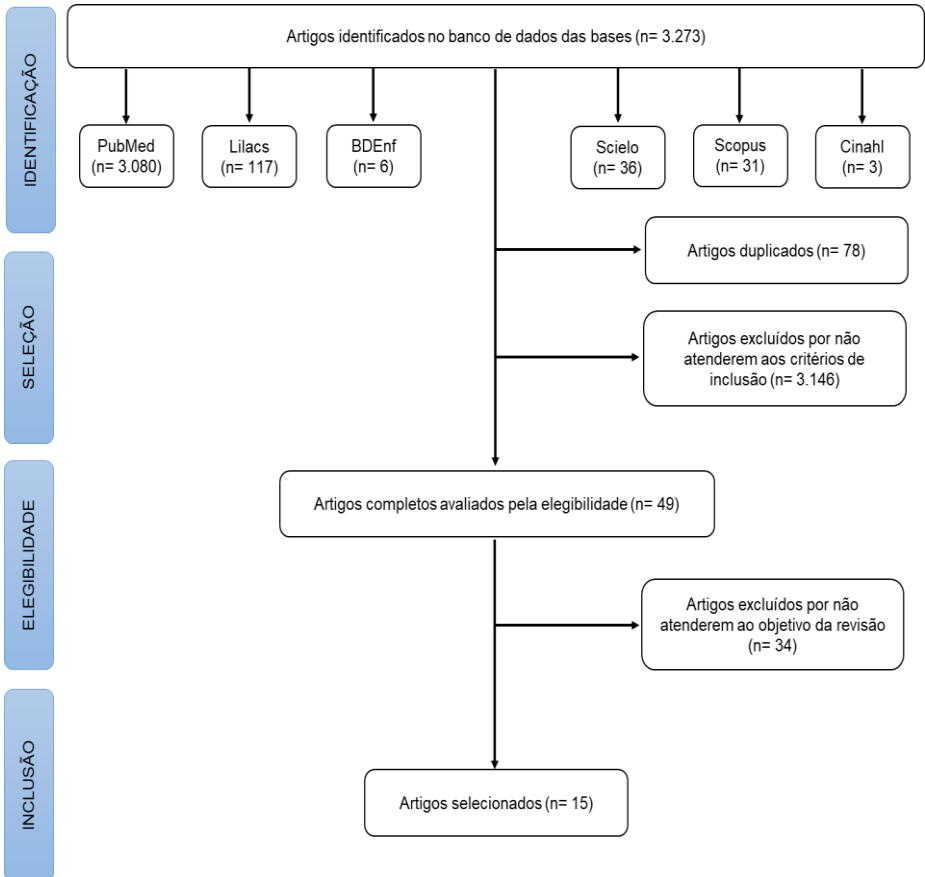 IDENTIFICAÇÃO
Artigos identificados no banco de dados das bases (n= 3.273)
PubMed
(n= 3.080)
Lilacs
(n= 117)
BDEnf
(n= 6)
Scielo
(n= 36)
Scopus
(n= 31)
Cinahl
(n= 3)
Artigos duplicados (n= 78)
SELEÇÃO
Artigos excluídos por não
atenderem aos critérios de
inclusão (n= 3.146)
ELEGIBILIDADE
Artigos completos avaliados pela elegibilidade (n= 49)
Artigos excluídos por não
atenderem ao objetivo da revisão
(n= 34)
INCLUSÃO
Artigos selecionados (n= 15)